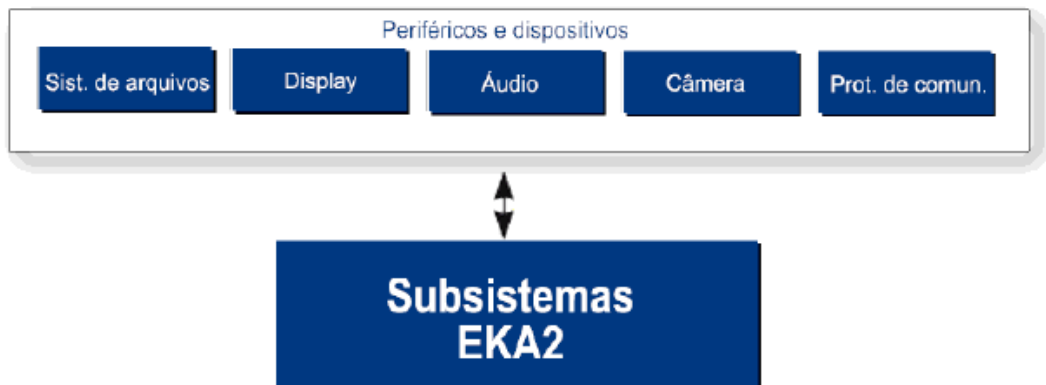 Periféricos e dispositivos
Sist. de arquivos
Display
Áudio
Câmera
Prot. de comun.
Subsistemas
EKA2